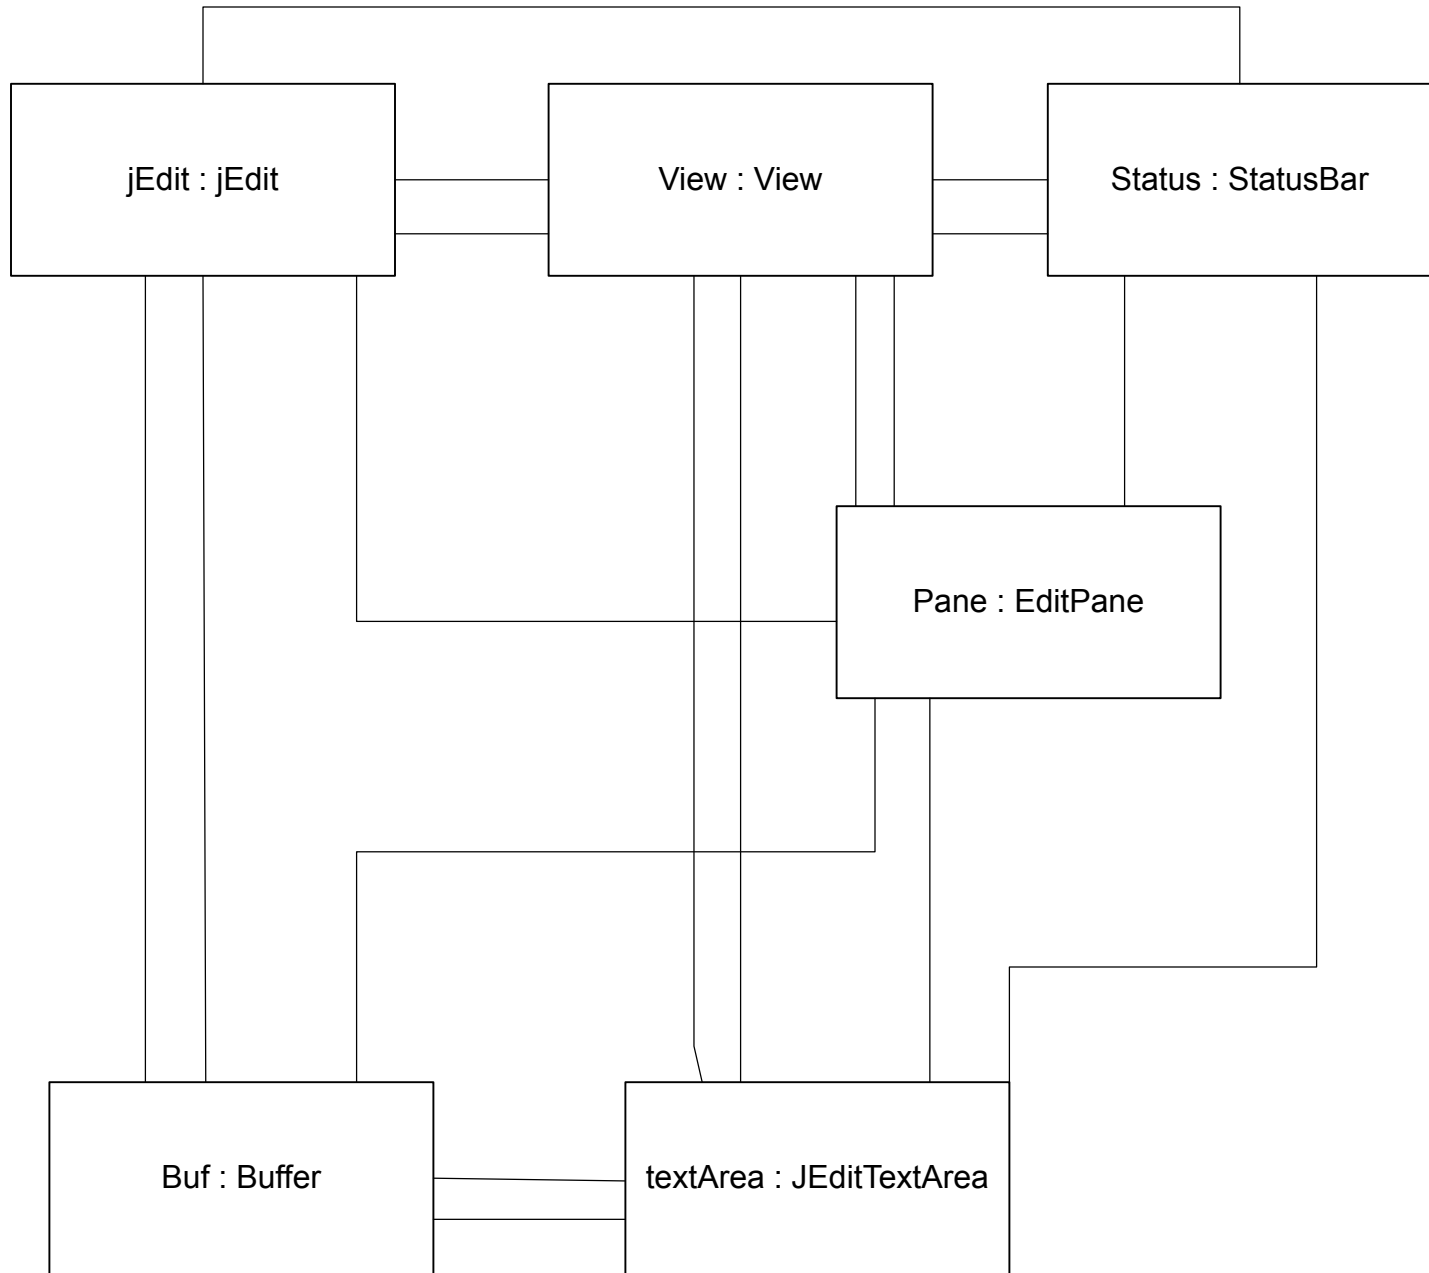 jEdit : jEdit
View : View
Status : StatusBar
Pane : EditPane
Buf : Buffer
textArea : JEditTextArea